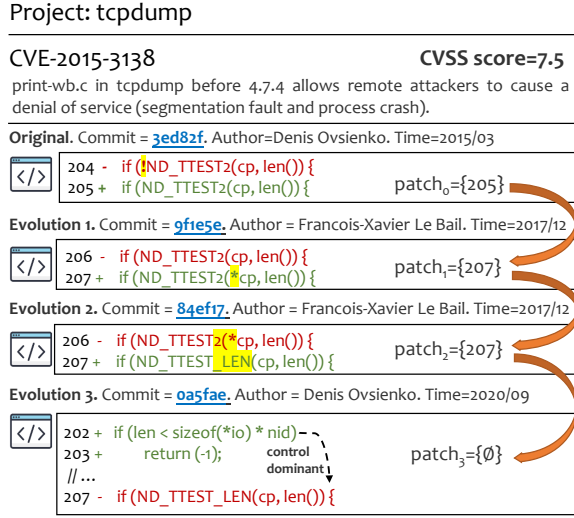 Project: tcpdump
CVE-2015-3138 CVSS score=7.5
print-wb.c in tcpdump before 4.7.4 allows remote attackers to cause a
denial of service (segmentation fault and process crash).
Original. Commit = 3ed82f. Author=Denis Ovsienko. Time=2015/03
</>
204 - if (!ND_TTEST2(cp, len()) {
205 + if (ND_TTEST2(cp, len()) {
patch₀={205}
Evolution 1. Commit = 9f1e5e. Author = Francois-Xavier Le Bail. Time=2017/12
</>
206 - if (ND_TTEST2(cp, len()) {
207 + if (ND_TTEST2(*cp, len()) {
patch₁={207}
Evolution 2. Commit = 84ef17. Author = Francois-Xavier Le Bail. Time=2017/12
</>
206 - if (ND_TTEST2(*cp, len()) {
207 + if (ND_TTEST_LEN(cp, len()) {
patch₂={207}
Evolution 3. Commit = 0a5fae. Author = Denis Ovsienko. Time=2020/09
</>
202 + if (len < sizeof(*io) * nid)
203 + return (-1);
// ...
207 - if (ND_TTEST_LEN(cp, len()) {
control
dominant
patch₃={Ø}